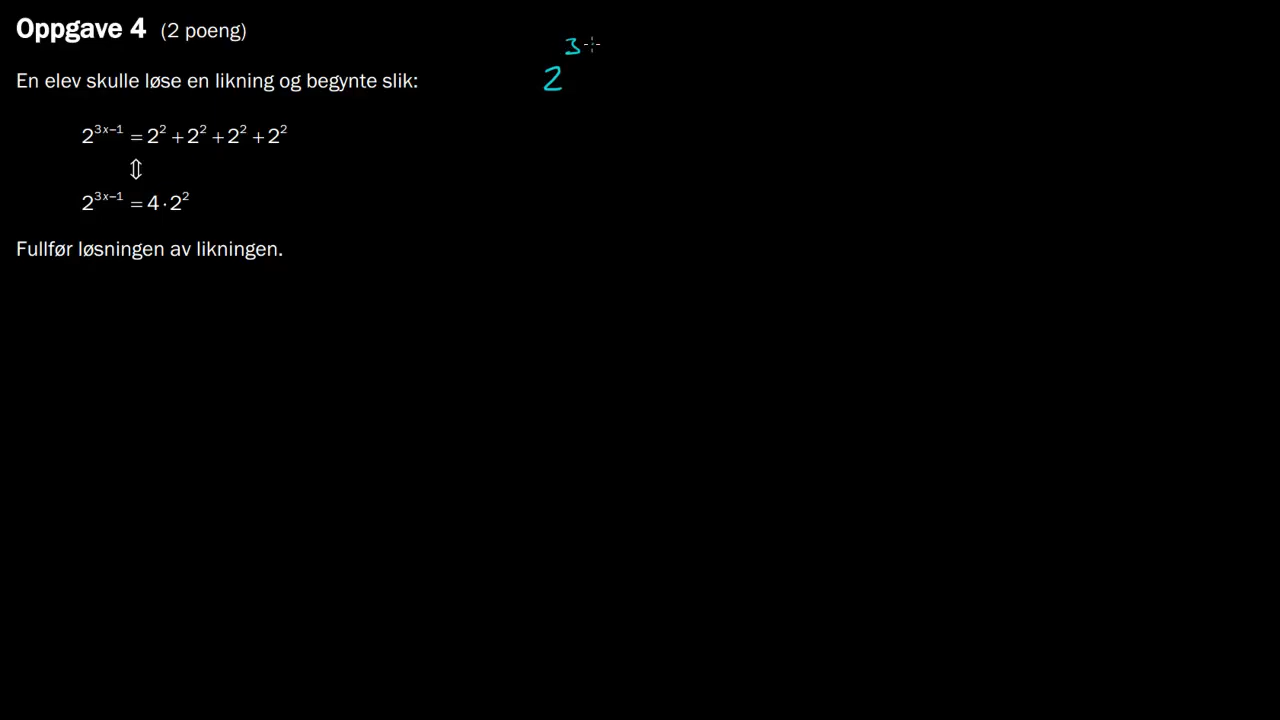 Oppgave 4 (2 poeng)
En elev skulle løse en likning og begynte slik:
2^{3x−1} = 2^2 + 2^2 + 2^2 + 2^2
⇕
2^{3x−1} = 4 · 2^2
Fullfør løsningen av likningen.
2^3